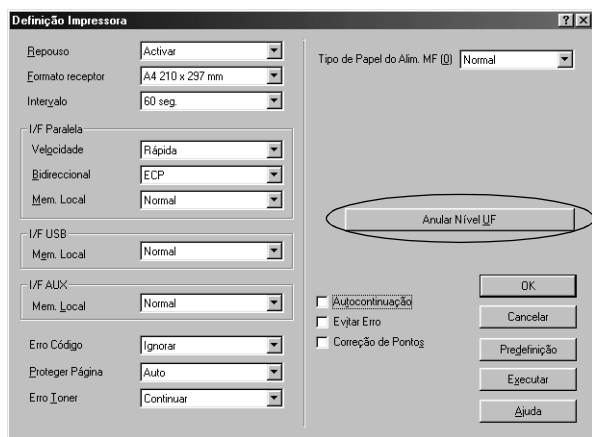 Definição Impressora
Repouso Activar
Formato receptor A4 210 x 297 mm
Intervalo 60 seg.
I/F Paralela
Velocidade Rápida
Bidireccional ECP
Mem. Local Normal
I/F USB
Mem. Local Normal
I/F AUX
Mem. Local Normal
Erro Código Ignorar
Proteger Página Auto
Erro Toner Continuar
Tipo de Papel do Alim. MF (0) Normal
Anular Nível UF
Autocontinuação
Evitar Erro
Correcção de Pontos
OK
Cancelar
Predefinição
Executar
Ajuda